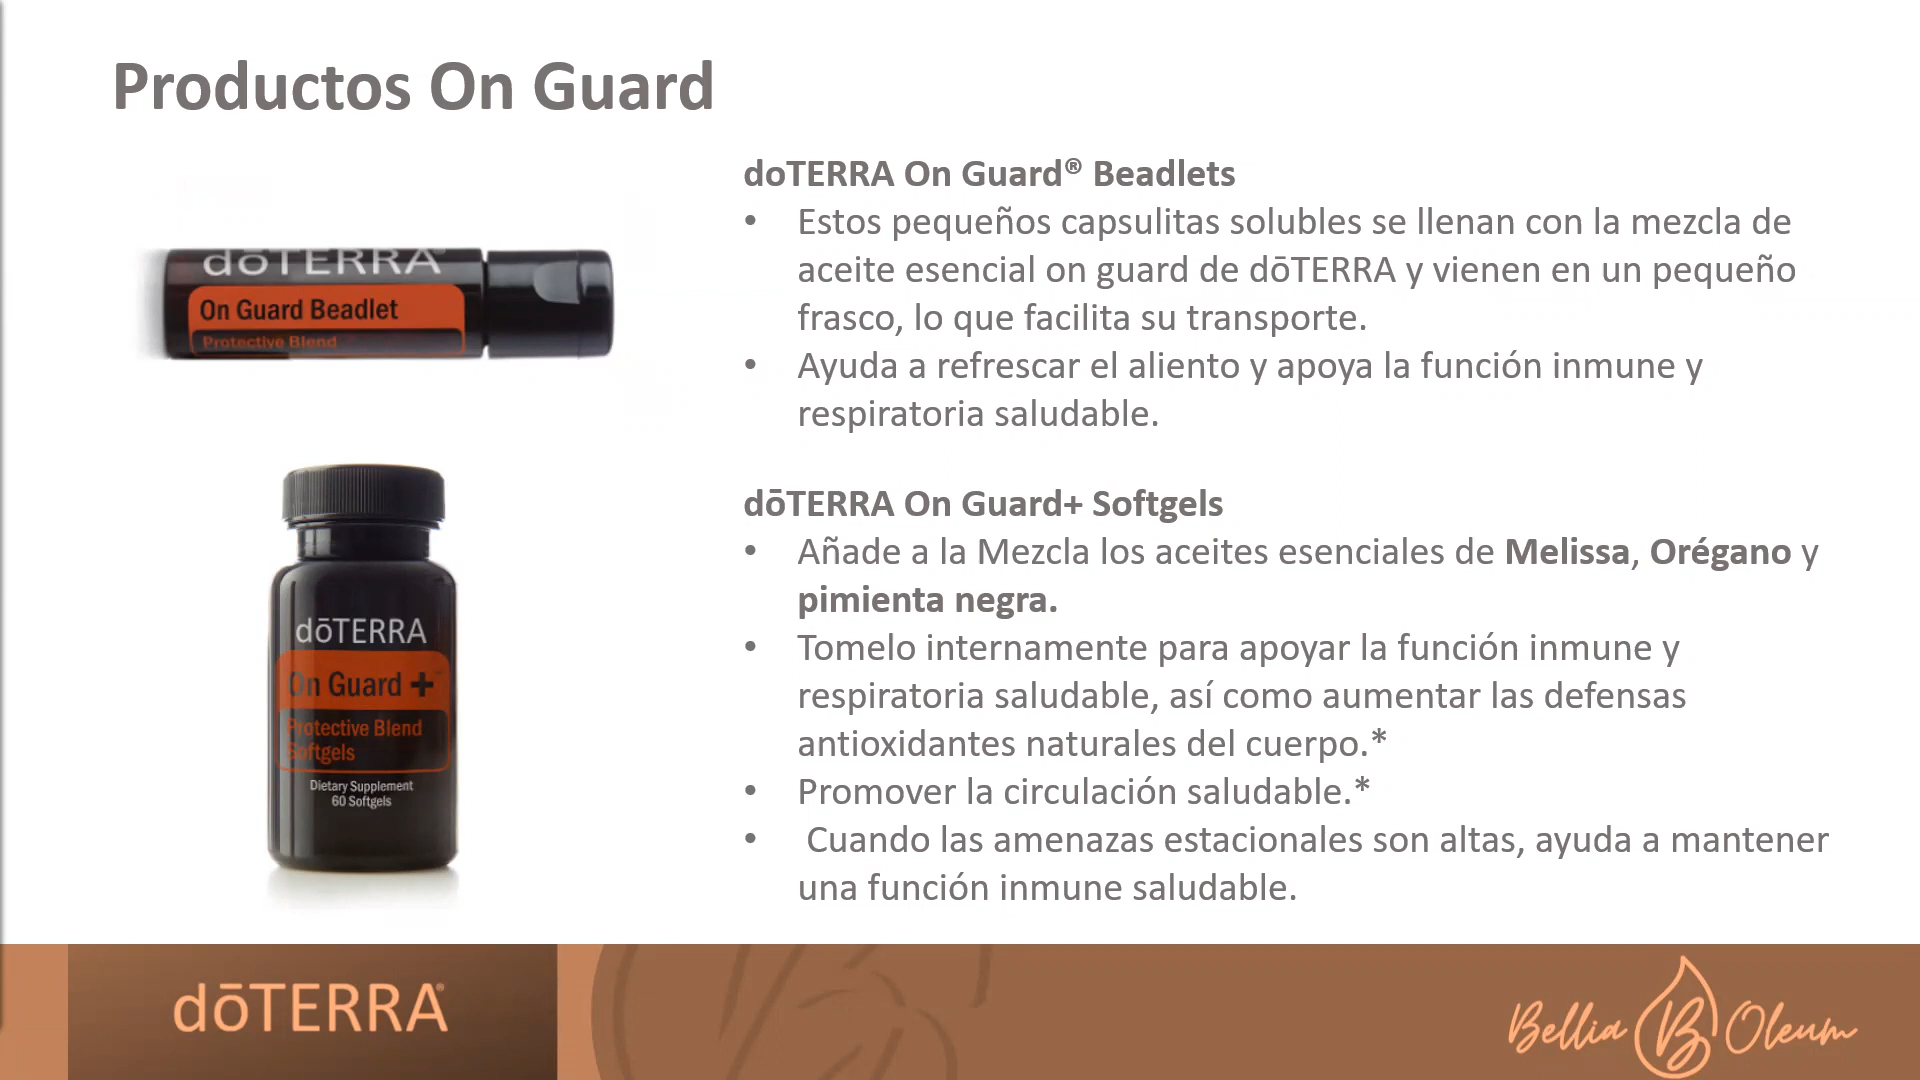 Productos On Guard
doTERRA On Guard® Beadlets
• Estos pequeños capsulitas solubles se llenan con la mezcla de
aceite esencial on guard de dōTERRA y vienen en un pequeño
frasco, lo que facilita su transporte.
• Ayuda a refrescar el aliento y apoya la función inmune y
respiratoria saludable.
dōTERRA
On Guard Beadlet
Protective Blend
dōTERRA On Guard+ Softgels
• Añade a la Mezcla los aceites esenciales de Melissa, Orégano y
pimienta negra.
• Tomelo internamente para apoyar la función inmune y
respiratoria saludable, así como aumentar las defensas
antioxidantes naturales del cuerpo.*
• Promover la circulación saludable.*
• Cuando las amenazas estacionales son altas, ayuda a mantener
una función inmune saludable.
dōTERRA
On Guard +
Protective Blend
Softgels
Dietary Supplement
60 Softgels
dōTERRA®
Bellia B Oleum